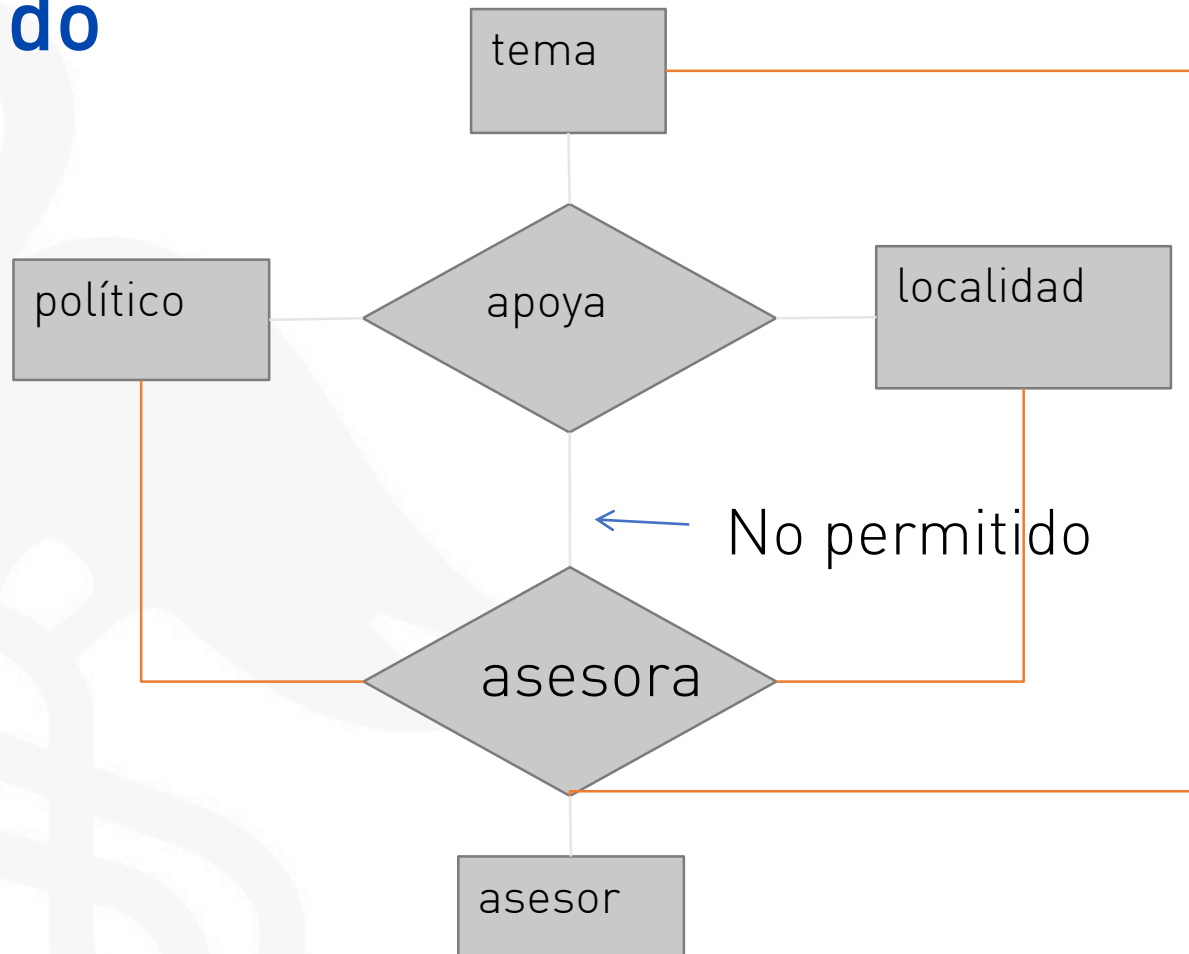 do
tema
político
apoya
localidad
No permitido
asesora
asesor